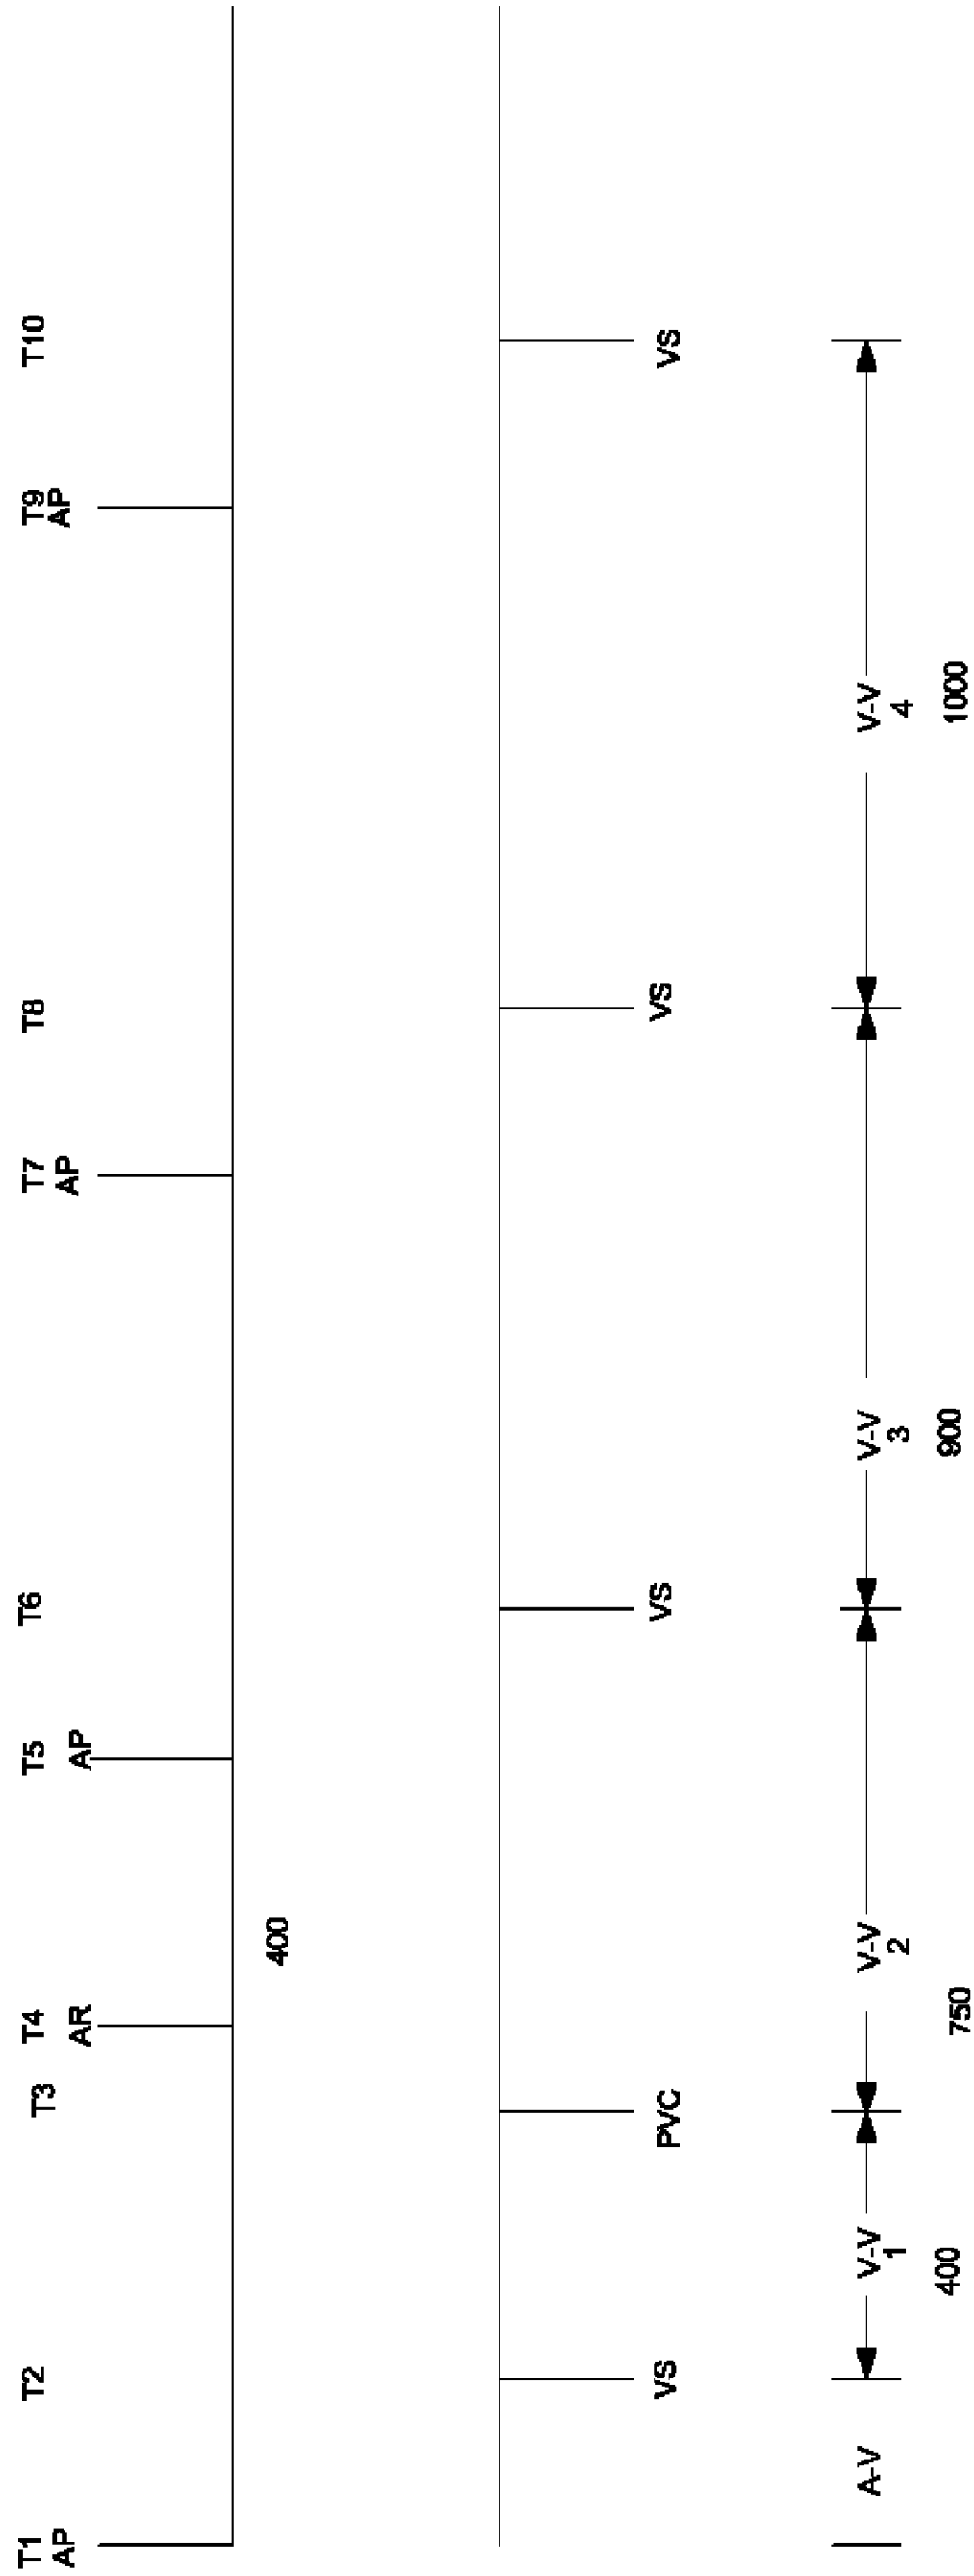 T1 T2 T3 T4 T5 T6 T7 T8 T9 T10
AP AR AP AP AP
400
VS PVC VS VS VS
A-V V-V V-V V-V V-V
1 2 3 4
400 750 900 1000